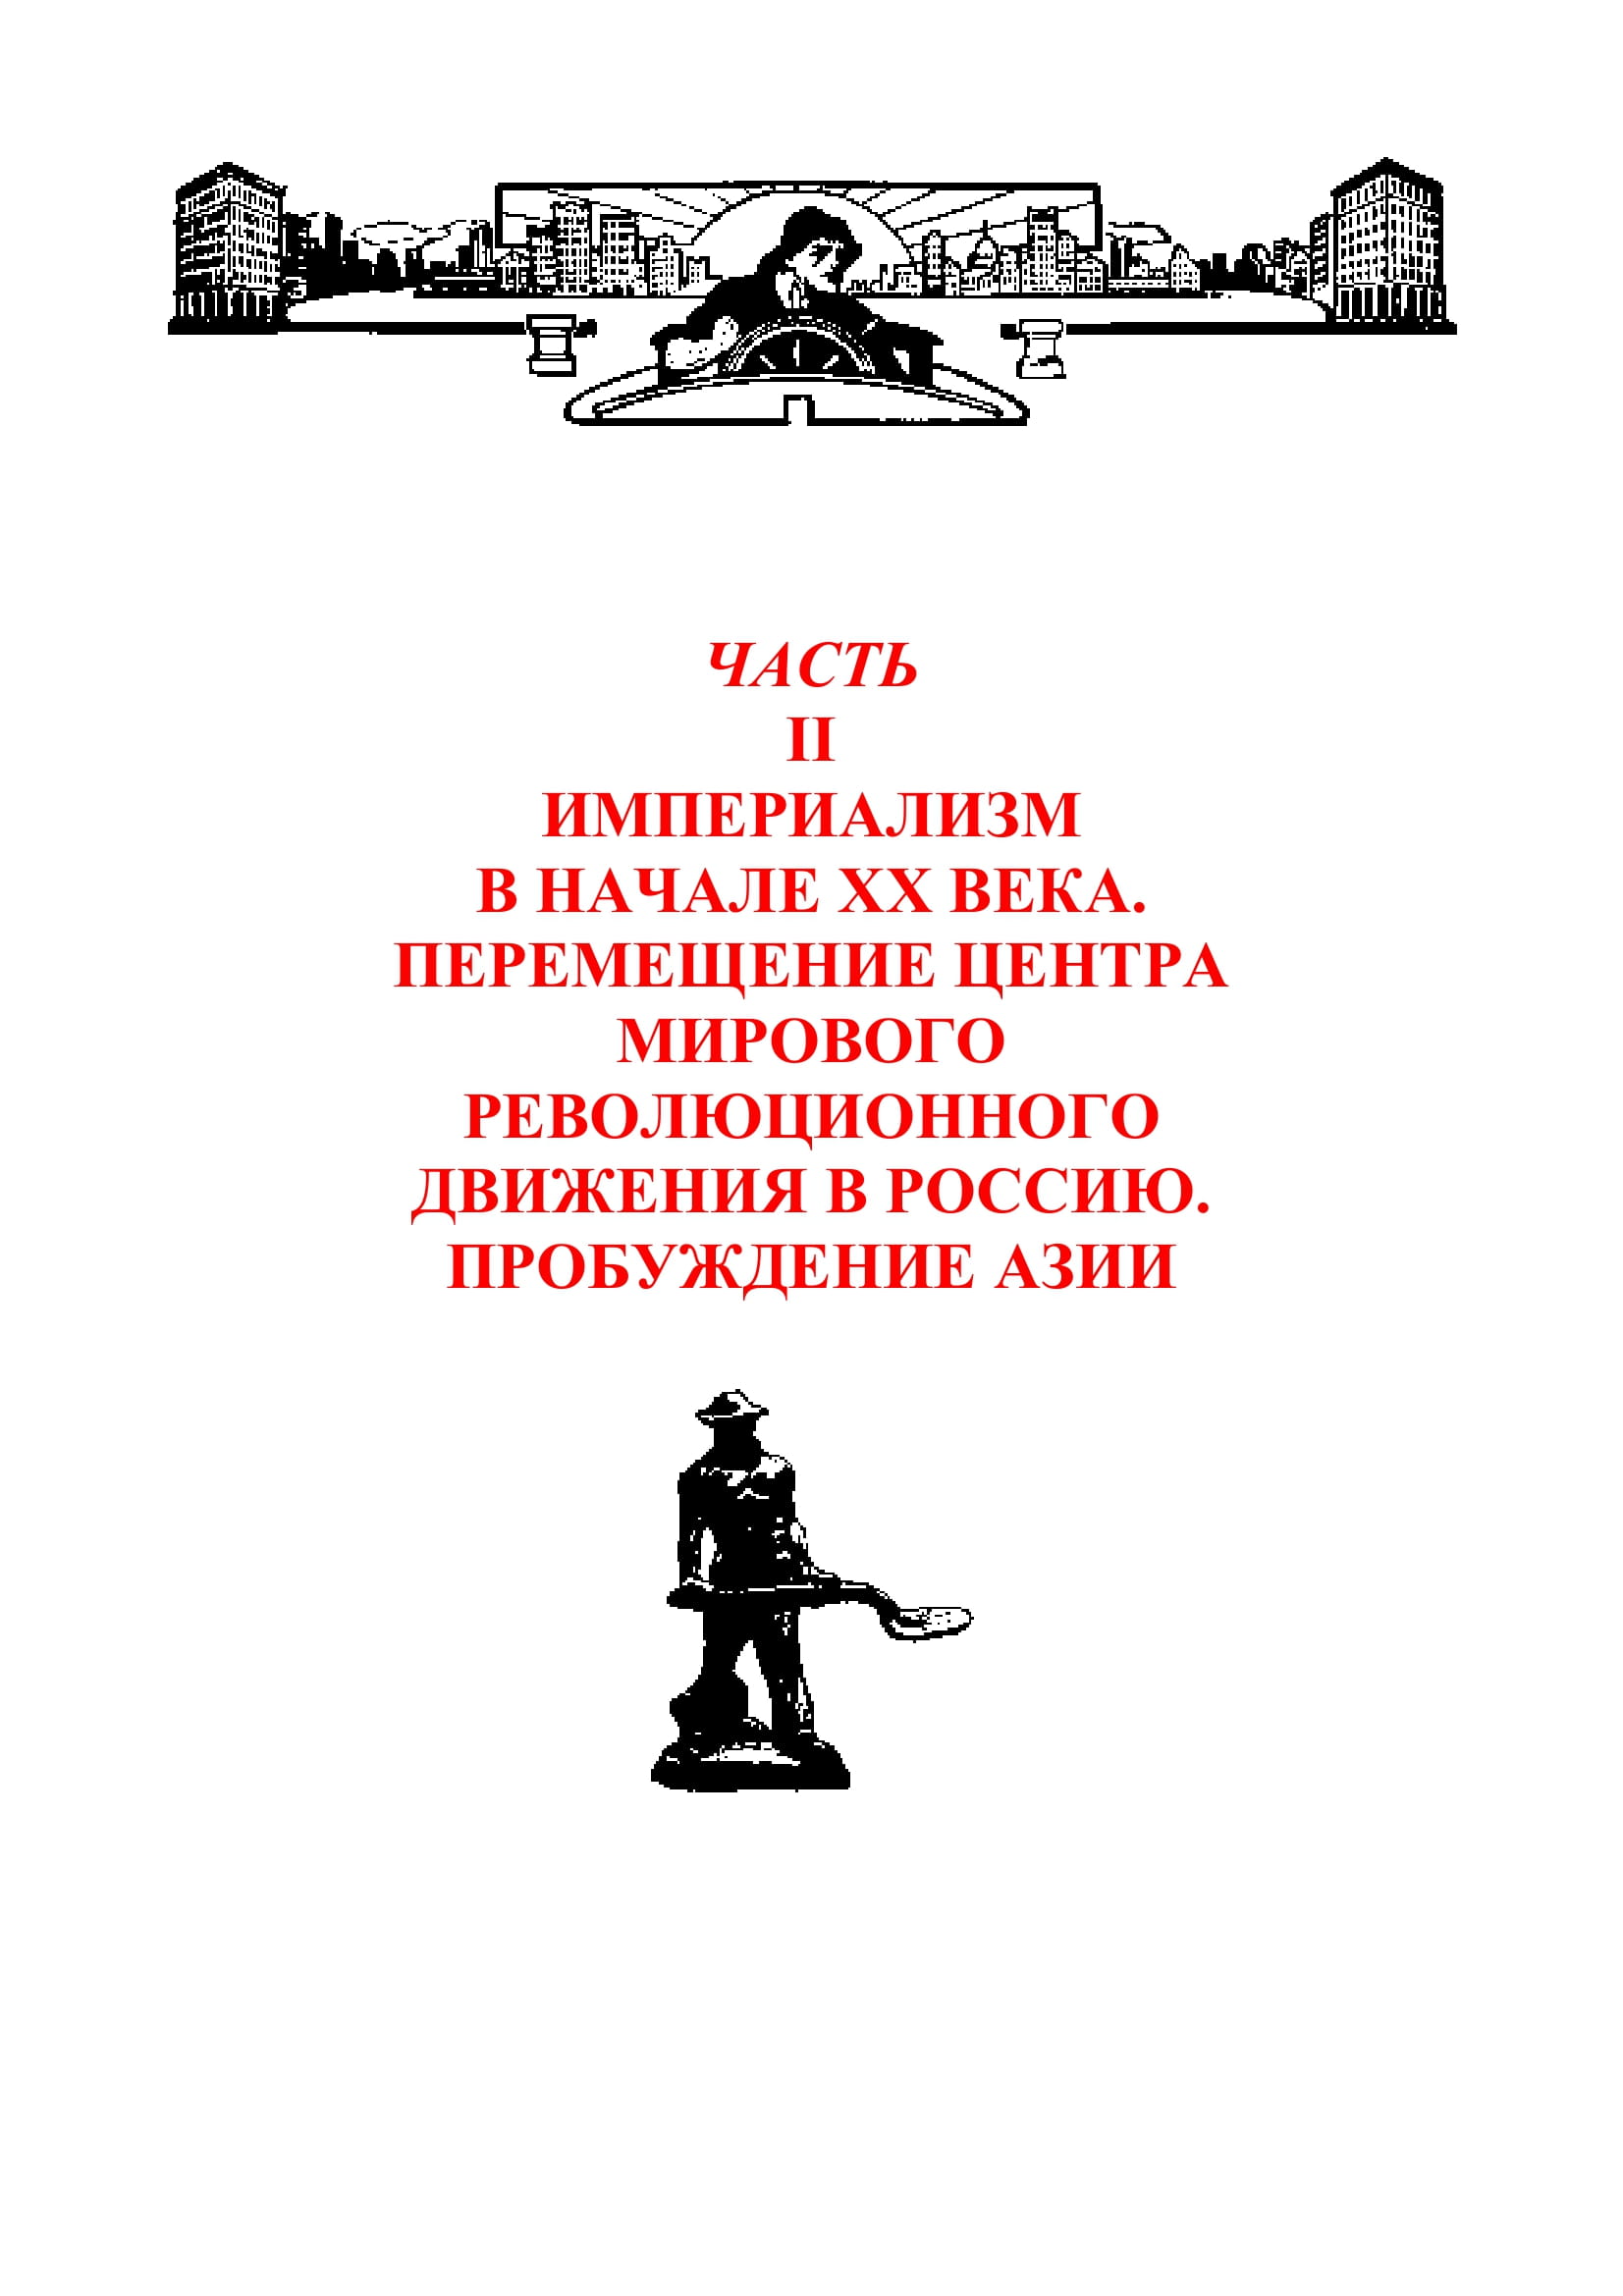 ЧАСТЬ
II
ИМПЕРИАЛИЗМ
В НАЧАЛЕ XX ВЕКА.
ПЕРЕМЕЩЕНИЕ ЦЕНТРА
МИРОВОГО
РЕВОЛЮЦИОННОГО
ДВИЖЕНИЯ В РОССИЮ.
ПРОБУЖДЕНИЕ АЗИИ